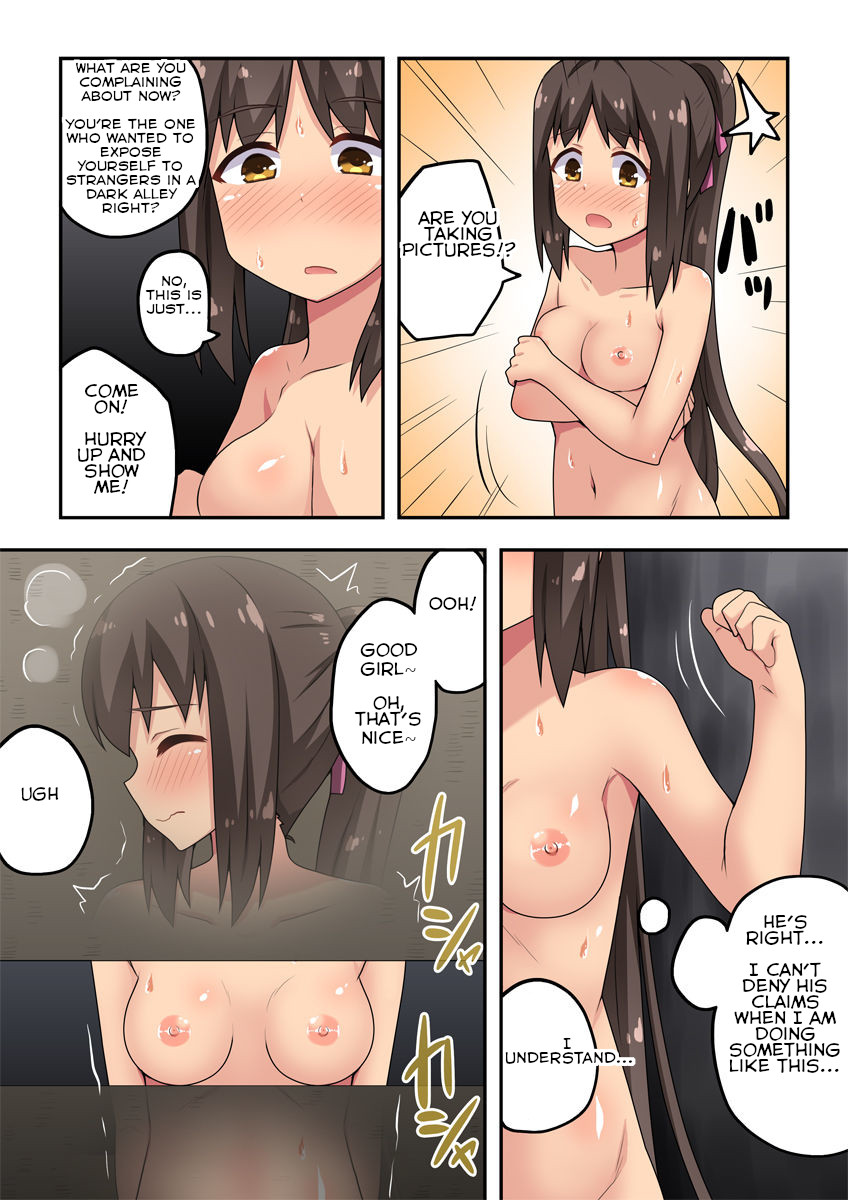 ARE YOU
TAKING
PICTURES!?
バッ
WHAT ARE YOU
COMPLAINING
ABOUT NOW?
YOU'RE THE ONE
WHO WANTED TO
EXPOSE
YOURSELF TO
STRANGERS IN A
DARK ALLEY
RIGHT?
NO,
THIS IS
JUST...
COME
ON!
HURRY
UP AND
SHOW
ME!
HE'S
RIGHT...
I CAN'T
DENY HIS
CLAIMS
WHEN I AM
DOING
SOMETHING
LIKE THIS...
I
UNDERSTAND...
OOH!
GOOD
GIRL~
OH,
THAT'S
NICE~
カシャ
カシャ
UGH